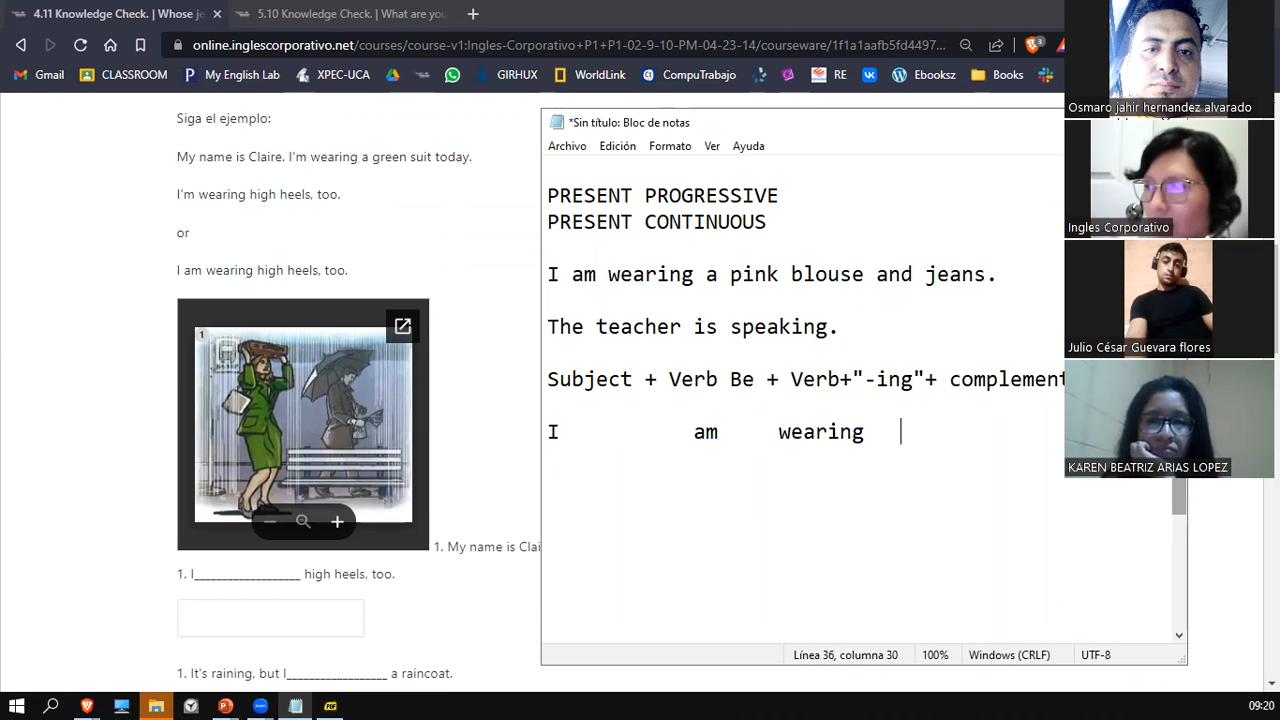 4.11 Knowledge Check. | Whose je
5.10 Knowledge Check. | What are you
online.inglescorporativo.net/courses/course-v1:Ingles-Corporativo+P1+P1-02-9-10-PM-04-23-14/courseware/1f1a1aafb5fd4497...
3
Gmail
CLASSROOM
My English Lab
XPEC-UCA
GIRHUX
WorldLink
CompuTrabajo
RE
WordPress
Ebooksz
Books
Siga el ejemplo:
My name is Claire. I'm wearing a green suit today.
I'm wearing high heels, too.
or
I am wearing high heels, too.
1
1. My name is Clai
1. I__________________ high heels, too.
1. It's raining, but I_________________ a raincoat.
*Sin título: Bloc de notas
Archivo Edición Formato Ver Ayuda
PRESENT PROGRESSIVE
PRESENT CONTINUOUS
I am wearing a pink blouse and jeans.
The teacher is speaking.
Subject + Verb Be + Verb+"-ing"+ complement
I am wearing
Línea 36, columna 30
100%
Windows (CRLF)
UTF-8
Osmaro jahir hernandez alvarado
Ingles Corporativo
Julio César Guevara flores
KAREN BEATRIZ ARIAS LOPEZ
09:20